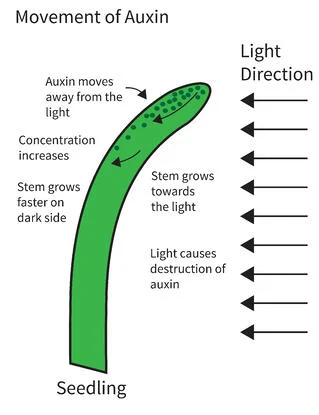 Movement of Auxin
Light
Direction
Auxin moves
away from the
light
Concentration
increases
Stem grows
faster on
dark side
Stem grows
towards
the light
Light causes
destruction of
auxin
Seedling